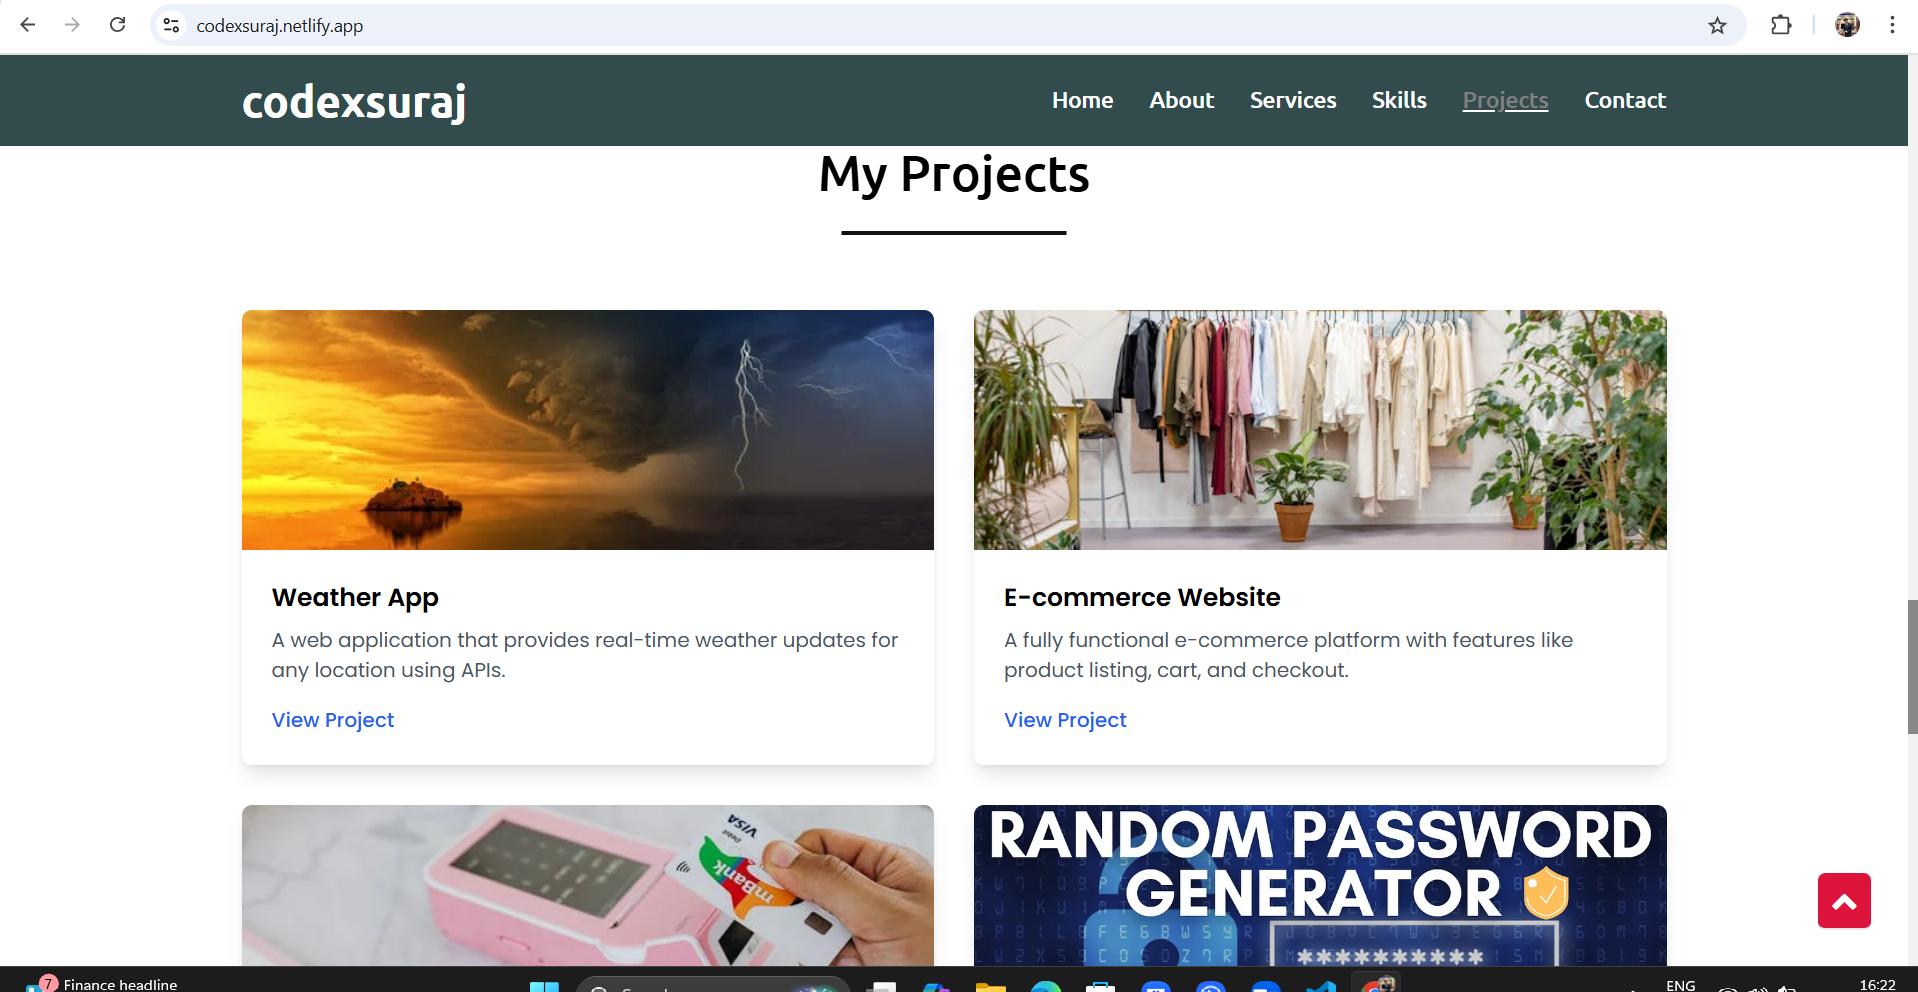 codexsuraj.netlify.app
codexsuraj
Home About Services Skills Projects Contact
My Projects
Weather App
A web application that provides real-time weather updates for
any location using APIs.
View Project
E-commerce Website
A fully functional e-commerce platform with features like
product listing, cart, and checkout.
View Project
VISA
Debit
mBank
RANDOM PASSWORD
GENERATOR
**********
7
Finance headline
ENG
16:22